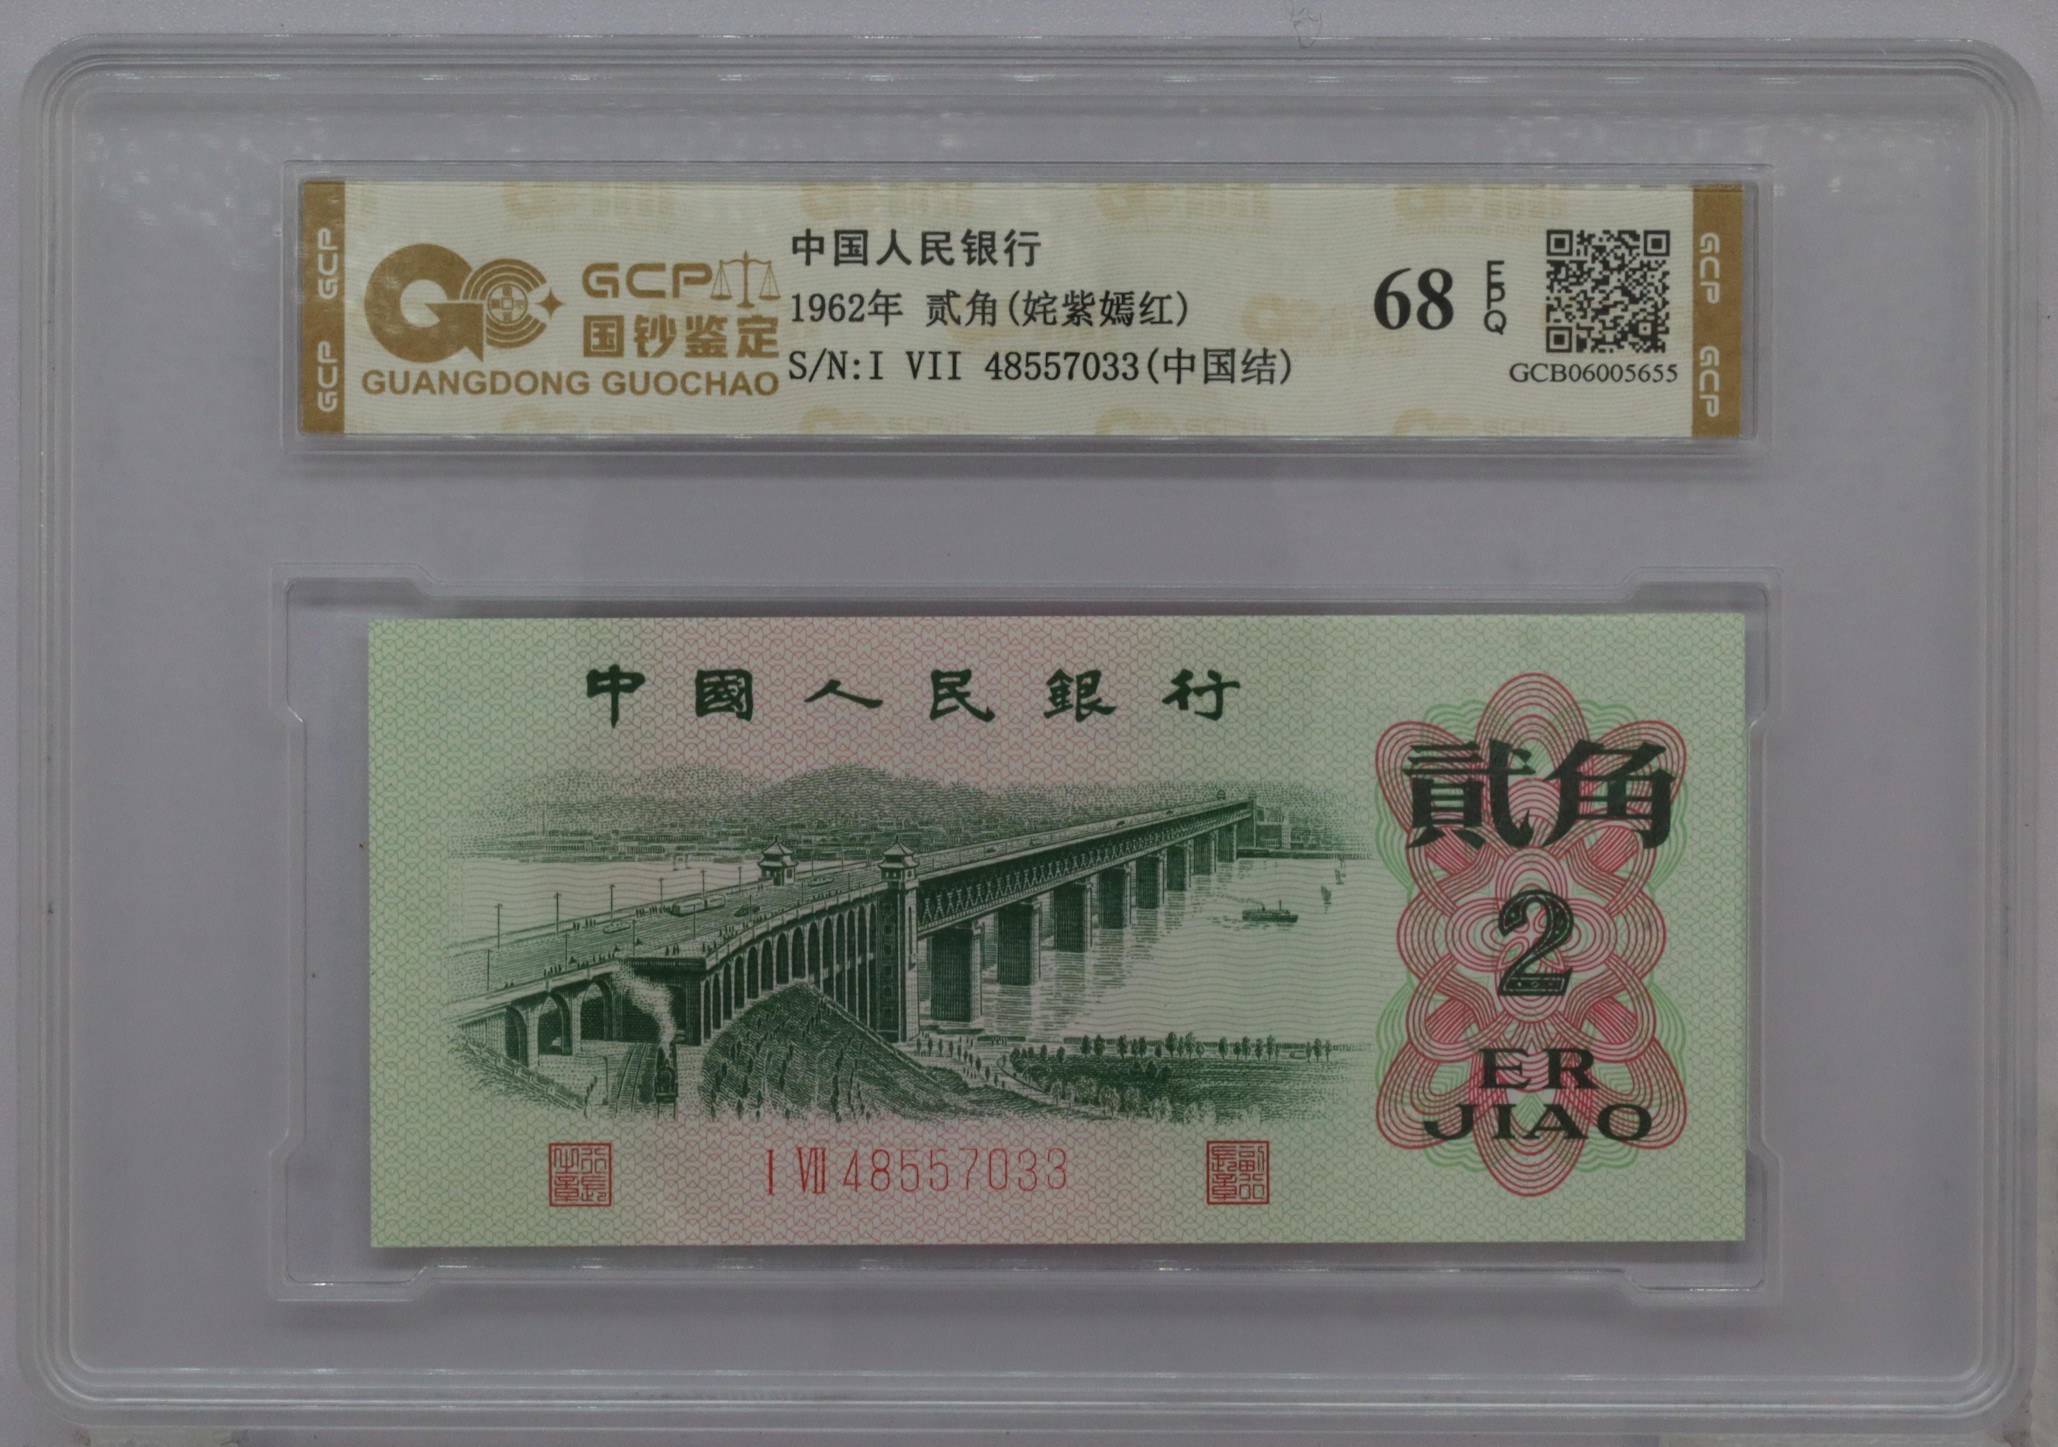 GCP GCP
GCP
国钞鉴定
GUANGDONG GUOCHAO
中国人民银行
1962年 贰角(姹紫嫣红)
S/N:I VII 48557033(中国结)
68 EPQ
GCB06005655
GCP GCP
中國人民銀行
貳角
2
ER
JIAO
I VII 48557033